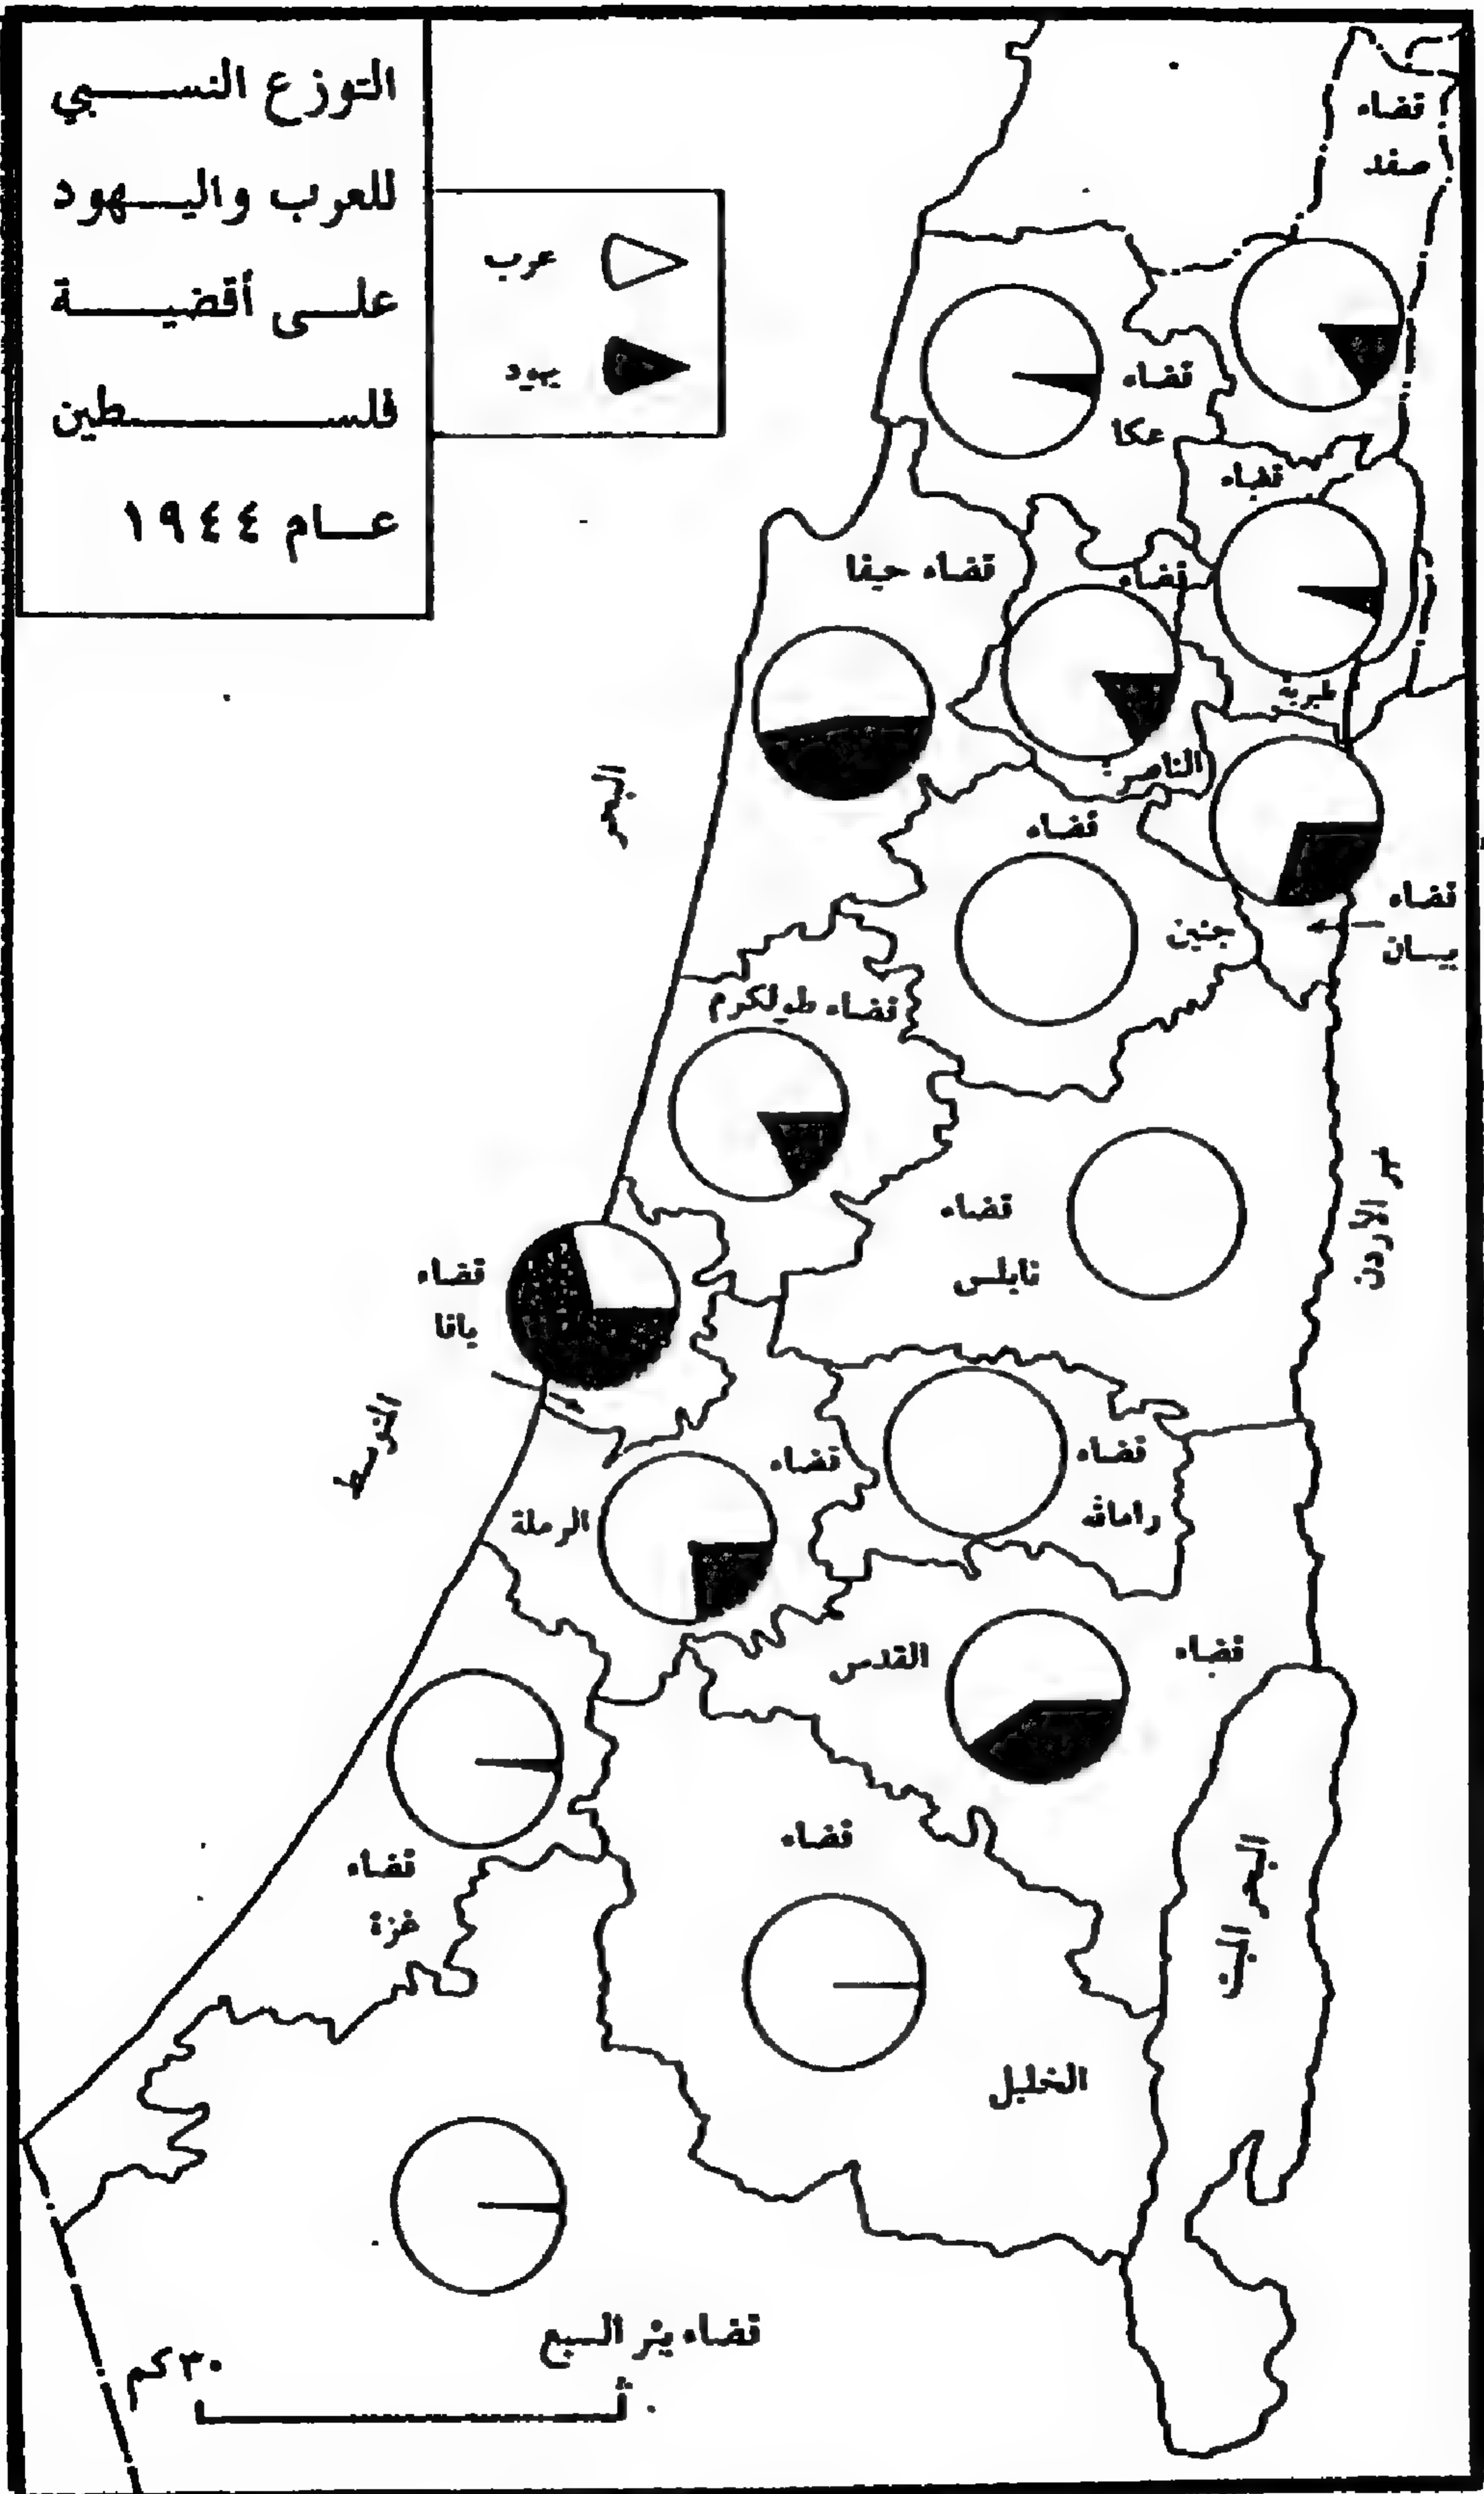 التوزع النسبي
للعرب واليهود
على أقضية
فلسطين
عام ١٩٤٤
عرب
يهود
قضاء
صفد
قضاء
عكا
قضاء
طبرية
قضاء حيفا
قضاء
الناصرة
قضاء
جنين
قضاء
بيسان
قضاء طولكرم
قضاء
نابلس
قضاء
يافا
قضاء
الرملة
قضاء
رام الله
قضاء
القدس
قضاء
غزة
قضاء
الخليل
قضاء بئر السبع
البحر
المتوسط
نهر الأردن
البحر
الميت
٣٠ كم